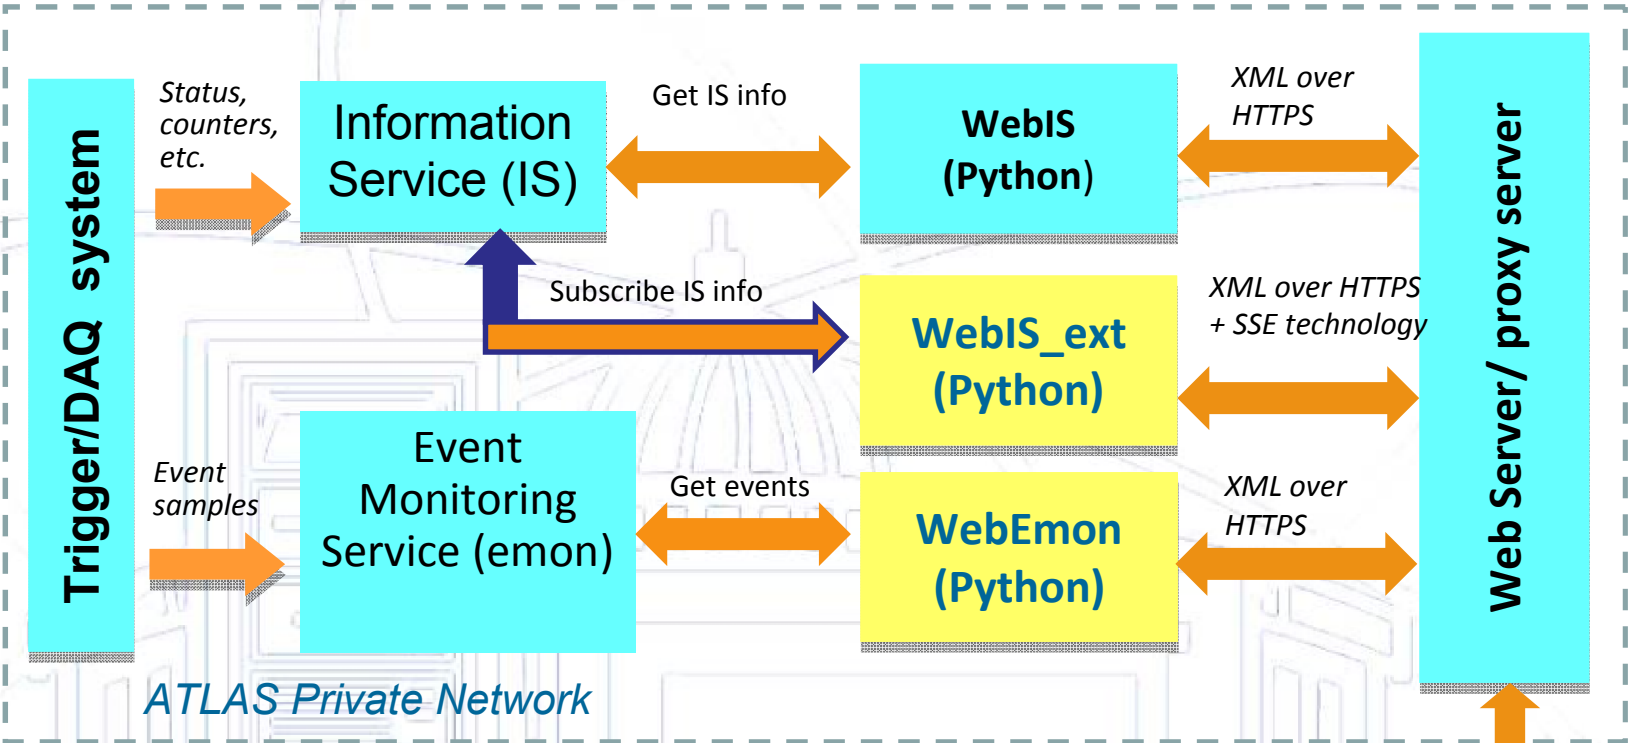 Trigger/DAQ system
Status,
counters,
etc.
Information
Service (IS)
Get IS info
WebIS
(Python)
XML over
HTTPS
Web Server/ proxy server
Subscribe IS info
WebIS_ext
(Python)
XML over HTTPS
+ SSE technology
Event
samples
Event
Monitoring
Service (emon)
Get events
WebEmon
(Python)
XML over
HTTPS
ATLAS Private Network